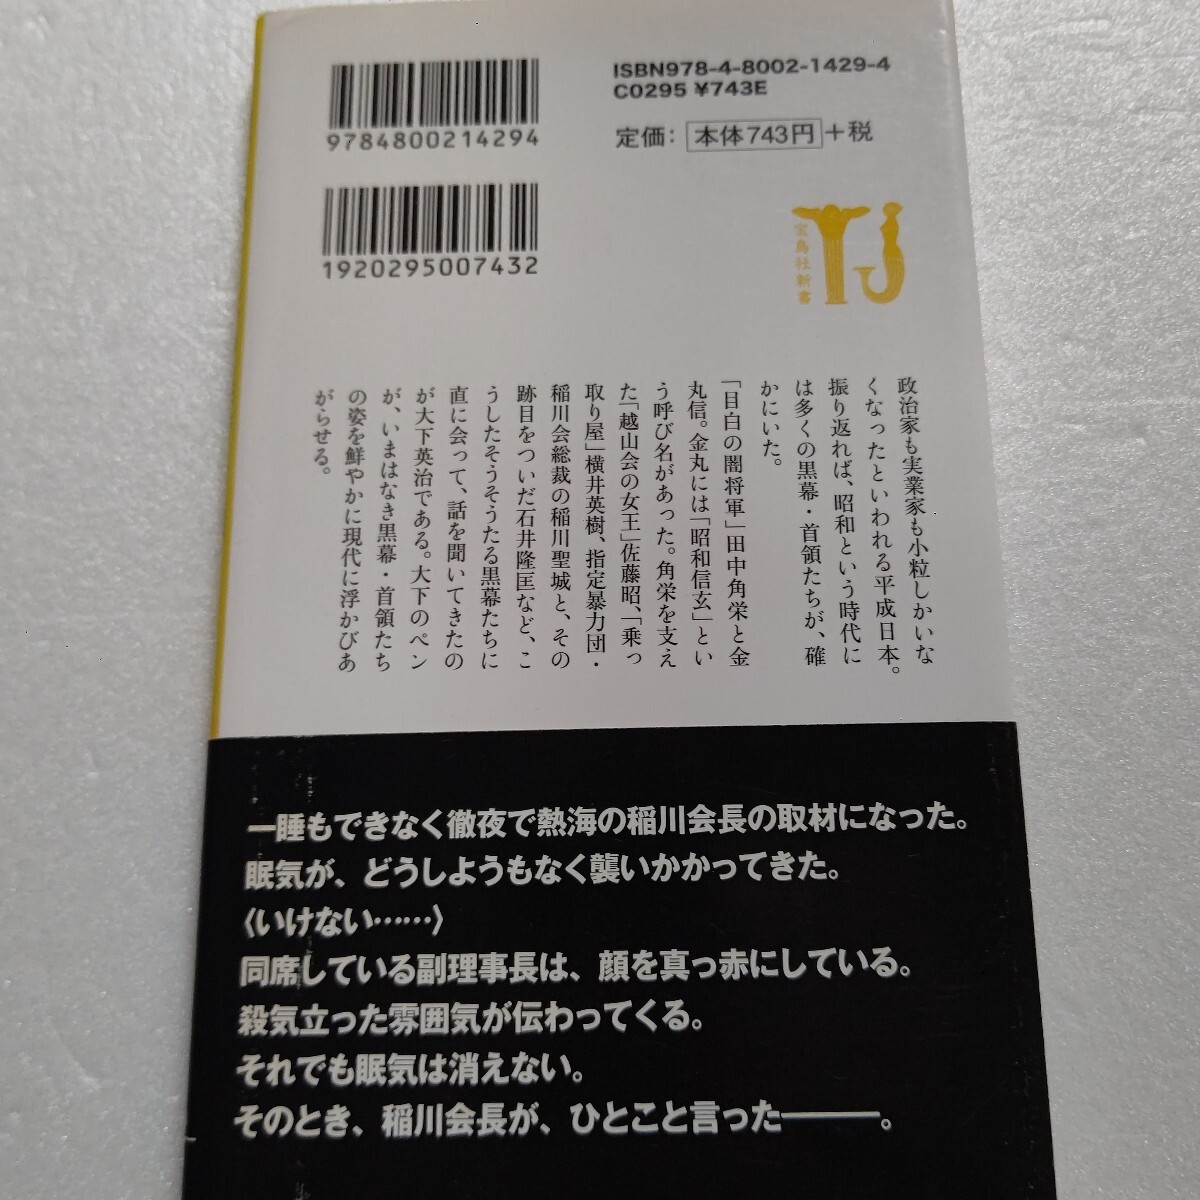 ISBN978-4-8002-1429-4
C0295 ¥743E
9784800214294
定価： 本体743円 ＋税
1920295007432
TJ
宝島社新書
政治家も実業家も小粒しかいな
くなったといわれる平成日本。
振り返れば、昭和という時代に
は多くの黒幕・首領たちが、確
かにいた。
「目白の闇将軍」田中角栄と金
丸信。金丸には「昭和信玄」とい
う呼び名があった。角栄を支え
た「越山会の女王」佐藤昭、「乗っ
取り屋」横井英樹、指定暴力団・
稲川会総裁の稲川聖城と、その
跡目をついだ石井隆匡など、こ
うしたそうそうたる黒幕たちに
直に会って、話を聞いてきたの
が大下英治である。大下のペン
が、いまはなき黒幕・首領たち
の姿を鮮やかに現代に浮かびあ
がらせる。
一睡もできなく徹夜で熱海の稲川会長の取材になった。
眠気が、どうしようもなく襲いかかってきた。
〈いけない……〉
同席している副理事長は、顔を真っ赤にしている。
殺気立った雰囲気が伝わってくる。
それでも眠気は消えない。
そのとき、稲川会長が、ひとこと言った———。